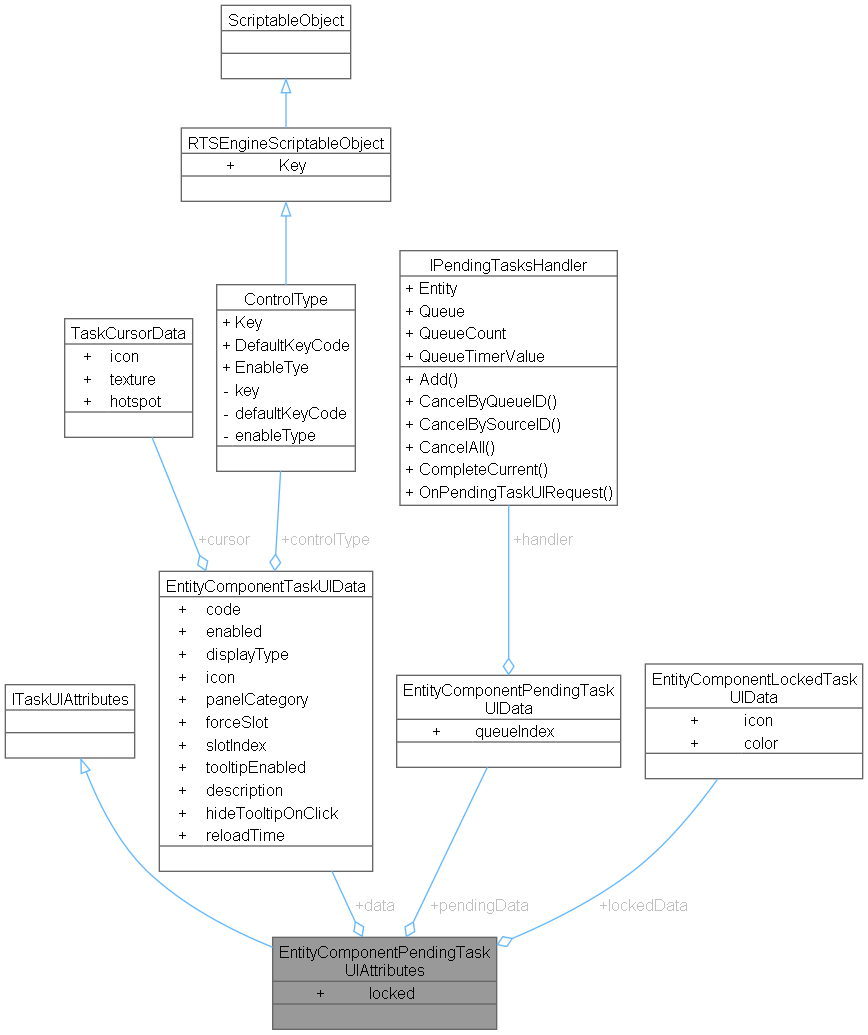 ScriptableObject
RTSEngineScriptableObject
+ Key
ControlType
+ Key
+ DefaultKeyCode
+ EnableTye
- key
- defaultKeyCode
- enableType
IPendingTasksHandler
+ Entity
+ Queue
+ QueueCount
+ QueueTimerValue
+ Add()
+ CancelByQueueID()
+ CancelBySourceID()
+ CancelAll()
+ CompleteCurrent()
+ OnPendingTaskUIRequest()
TaskCursorData
+ icon
+ texture
+ hotspot
+cursor
+controlType
+handler
EntityComponentTaskUIData
+ code
+ enabled
+ displayType
+ icon
+ panelCategory
+ forceSlot
+ slotIndex
+ tooltipEnabled
+ description
+ hideTooltipOnClick
+ reloadTime
ITaskUIAttributes
EntityComponentPendingTask
UIData
+ queueIndex
EntityComponentLockedTask
UIData
+ icon
+ color
+data
+pendingData
+lockedData
EntityComponentPendingTask
UIAttributes
+ locked